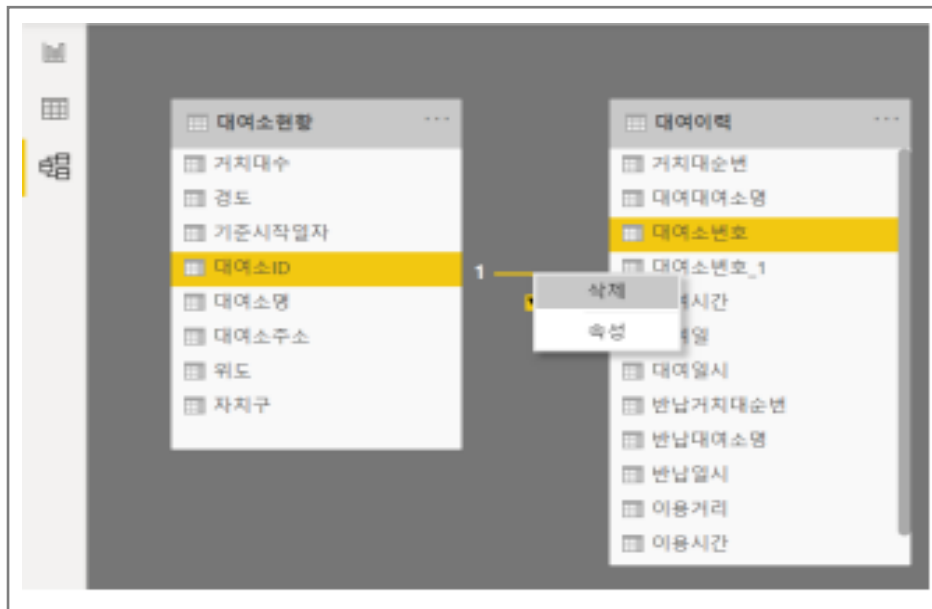 대여소현황
거치대수
경도
기준시작일자
대여소ID
대여소명
대여소주소
위도
자치구
1
삭제
속성
대여이력
거치대순번
대여대여소명
대여소번호
대여소번호_1
여시간
여일
대여일시
반납거치대순번
반납대여소명
반납일시
이용거리
이용시간